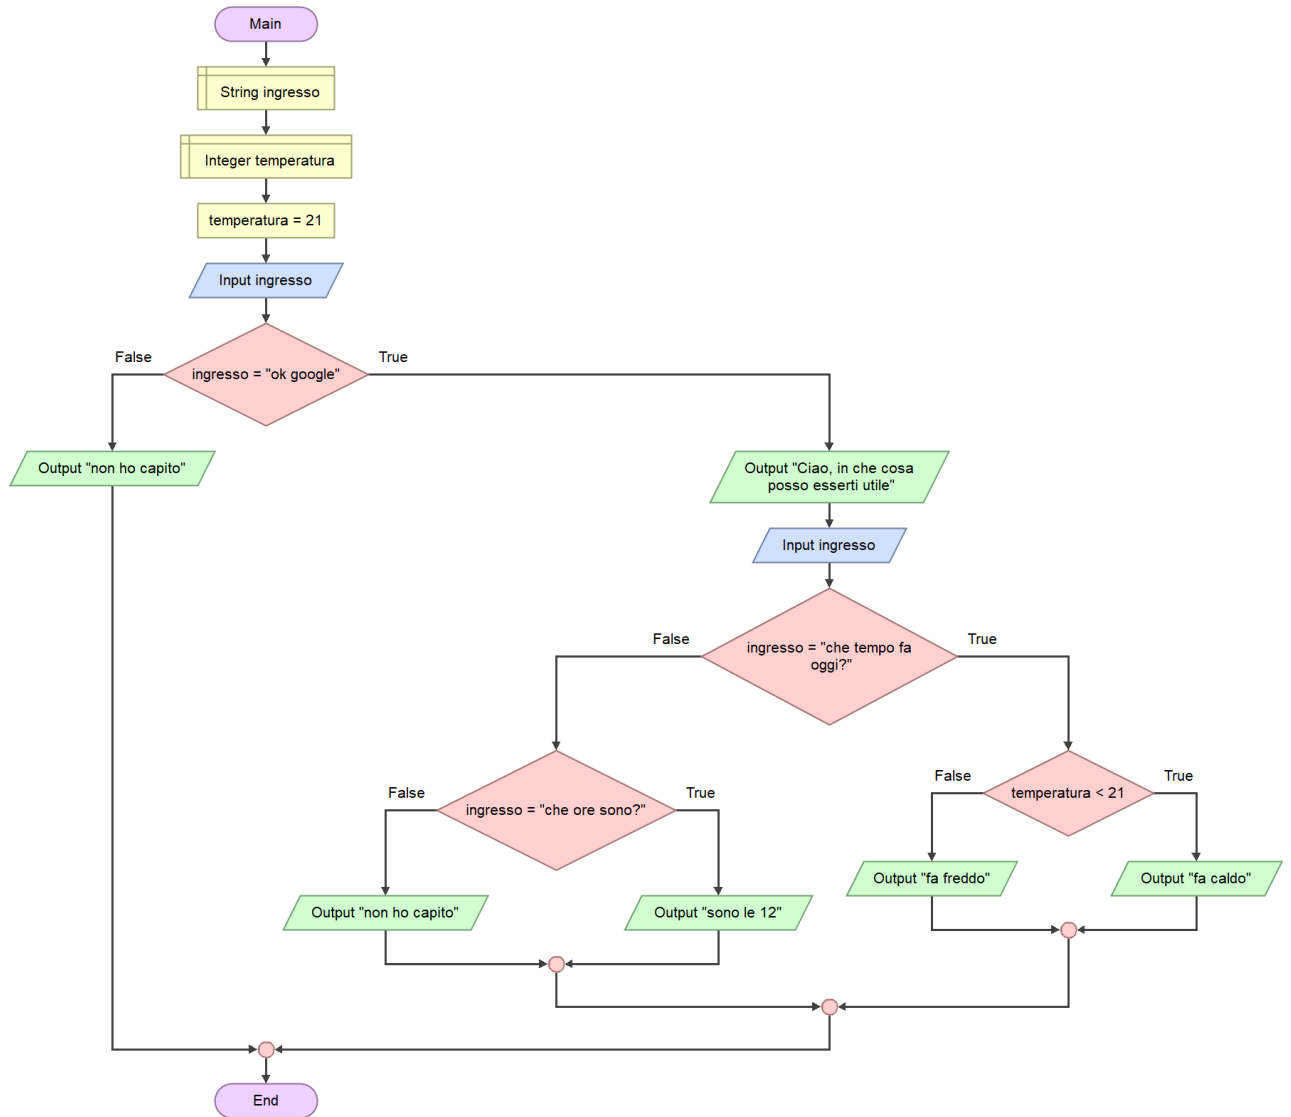 Main
String ingresso
Integer temperatura
temperatura = 21
Input ingresso
False
True
ingresso = "ok google"
Output "non ho capito"
Output "Ciao, in che cosa
posso esserti utile"
Input ingresso
False
True
ingresso = "che tempo fa
oggi?"
False
True
ingresso = "che ore sono?"
False
True
temperatura < 21
Output "non ho capito"
Output "sono le 12"
Output "fa freddo"
Output "fa caldo"
End